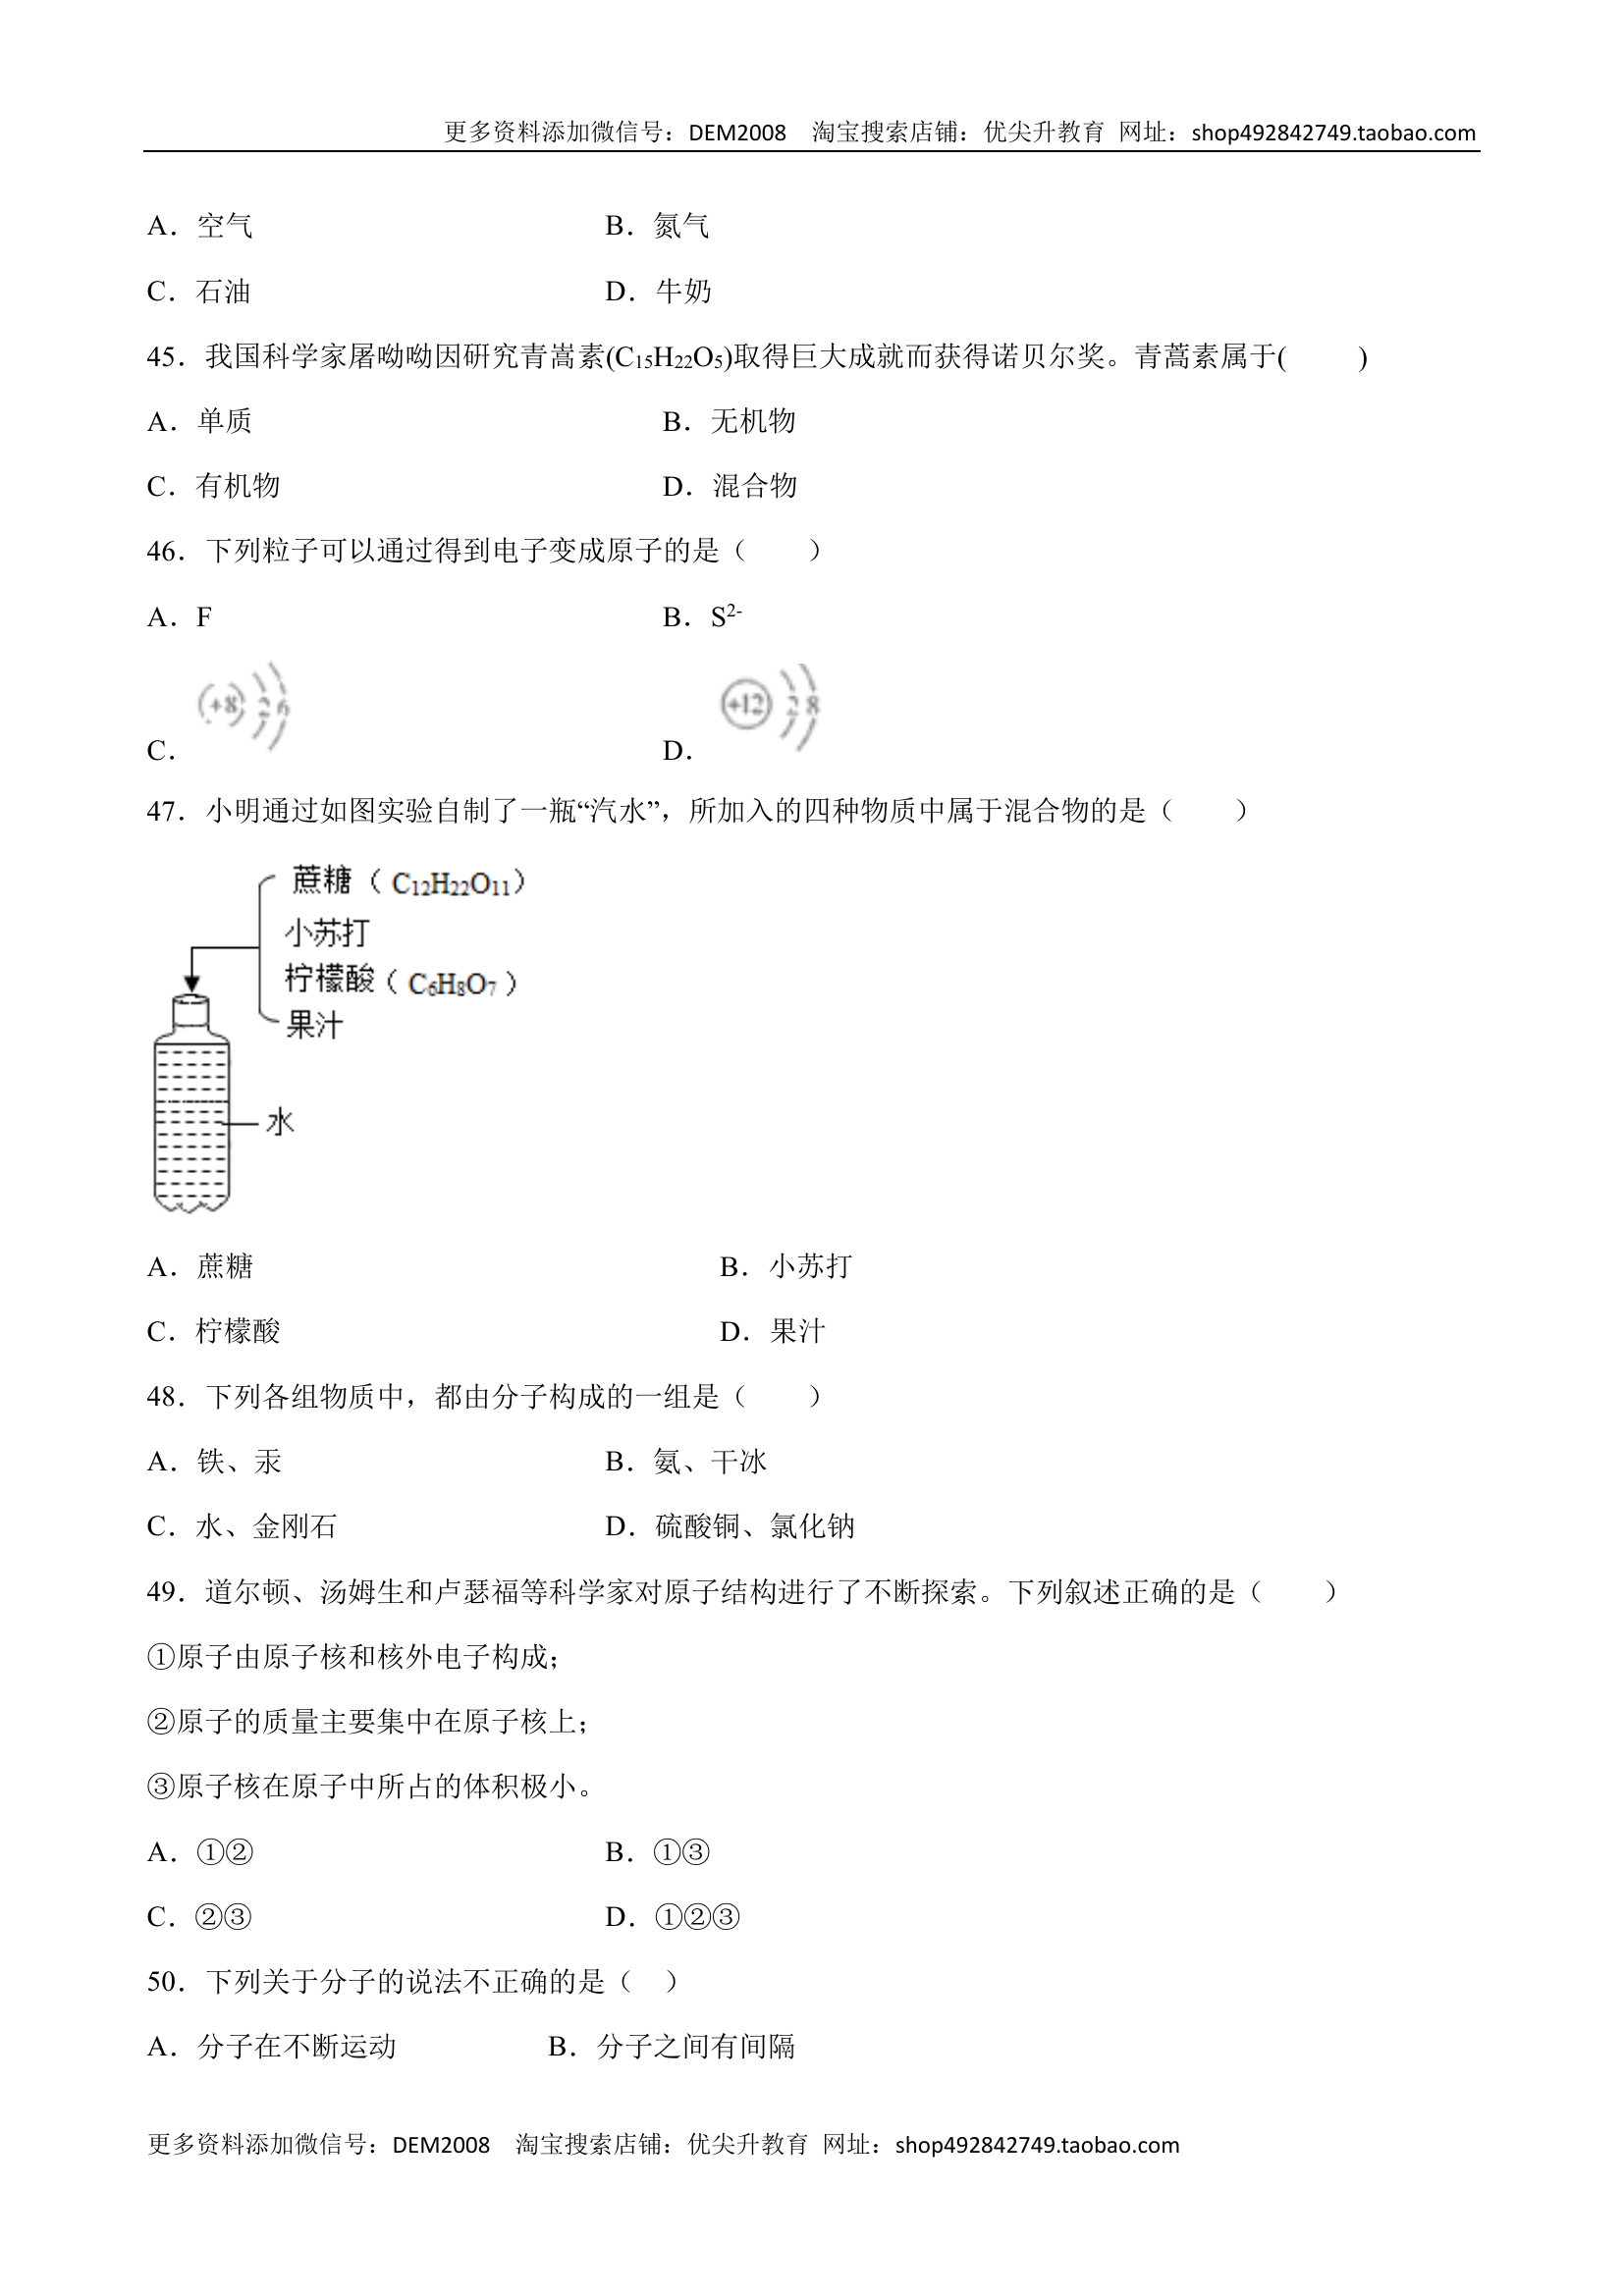 更多资料添加微信号：DEM2008 淘宝搜索店铺：优尖升教育 网址：shop492842749.taobao.com
A．空气 B．氮气
C．石油 D．牛奶
45．我国科学家屠呦呦因研究青嵩素(C₁₅H₂₂O₅)取得巨大成就而获得诺贝尔奖。青蒿素属于( )
A．单质 B．无机物
C．有机物 D．混合物
46．下列粒子可以通过得到电子变成原子的是（ ）
A．F B．S²⁻
C．+8 2 6 D．+12 2 8
47．小明通过如图实验自制了一瓶“汽水”，所加入的四种物质中属于混合物的是（ ）
蔗糖（C₁₂H₂₂O₁₁）
小苏打
柠檬酸（C₆H₈O₇）
果汁
水
A．蔗糖 B．小苏打
C．柠檬酸 D．果汁
48．下列各组物质中，都由分子构成的一组是（ ）
A．铁、汞 B．氨、干冰
C．水、金刚石 D．硫酸铜、氯化钠
49．道尔顿、汤姆生和卢瑟福等科学家对原子结构进行了不断探索。下列叙述正确的是（ ）
①原子由原子核和核外电子构成；
②原子的质量主要集中在原子核上；
③原子核在原子中所占的体积极小。
A．①② B．①③
C．②③ D．①②③
50．下列关于分子的说法不正确的是（ ）
A．分子在不断运动 B．分子之间有间隔
更多资料添加微信号：DEM2008 淘宝搜索店铺：优尖升教育 网址：shop492842749.taobao.com